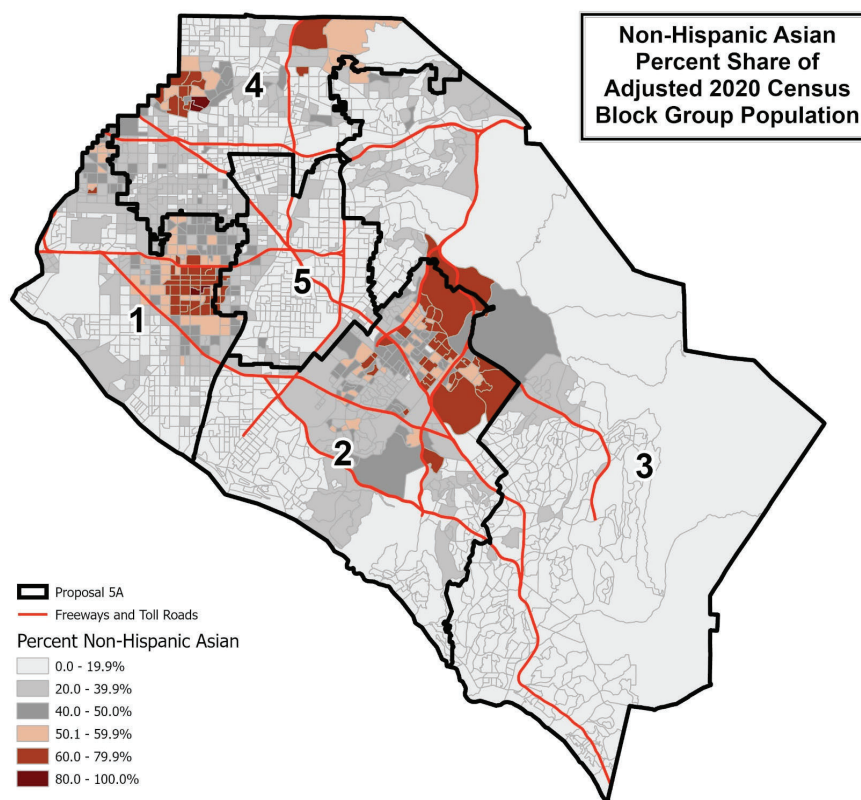 Non-Hispanic Asian
Percent Share of
Adjusted 2020 Census
Block Group Population
4
5
1
2
3
Proposal 5A
Freeways and Toll Roads
Percent Non-Hispanic Asian
0.0 - 19.9%
20.0 - 39.9%
40.0 - 50.0%
50.1 - 59.9%
60.0 - 79.9%
80.0 - 100.0%